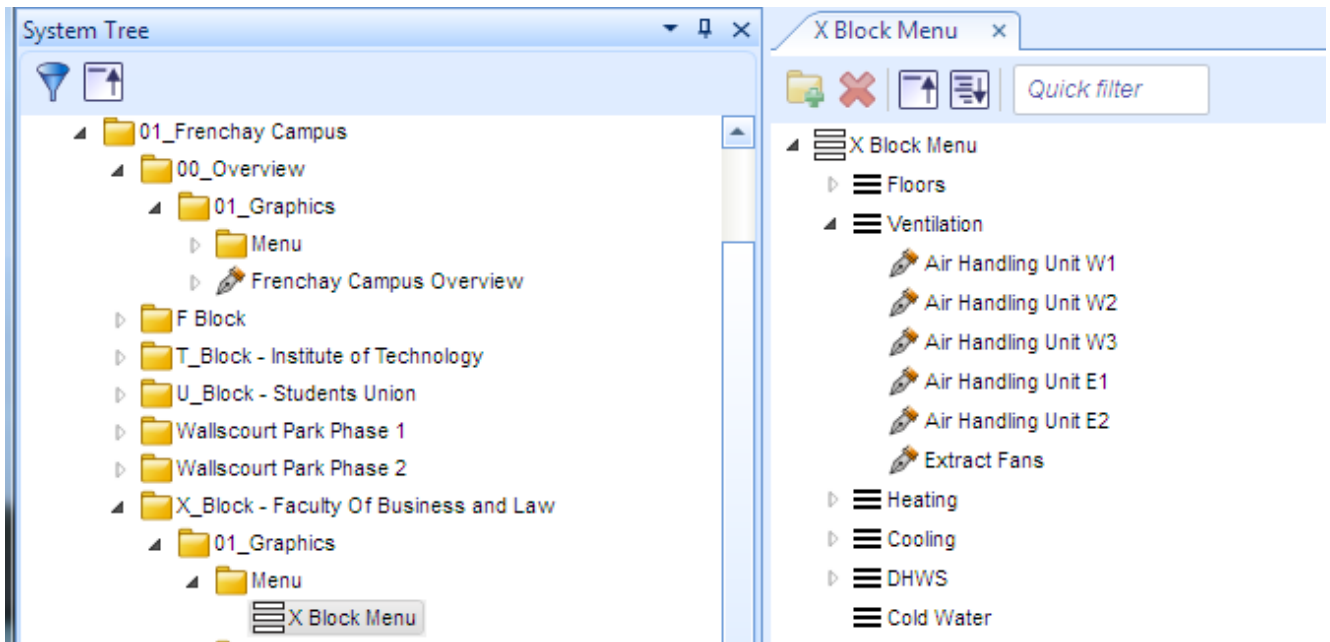 System Tree
01_Frenchay Campus
00_Overview
01_Graphics
Menu
Frenchay Campus Overview
F Block
T_Block - Institute of Technology
U_Block - Students Union
Wallscourt Park Phase 1
Wallscourt Park Phase 2
X_Block - Faculty Of Business and Law
01_Graphics
Menu
X Block Menu
X Block Menu
Quick filter
X Block Menu
Floors
Ventilation
Air Handling Unit W1
Air Handling Unit W2
Air Handling Unit W3
Air Handling Unit E1
Air Handling Unit E2
Extract Fans
Heating
Cooling
DHWS
Cold Water